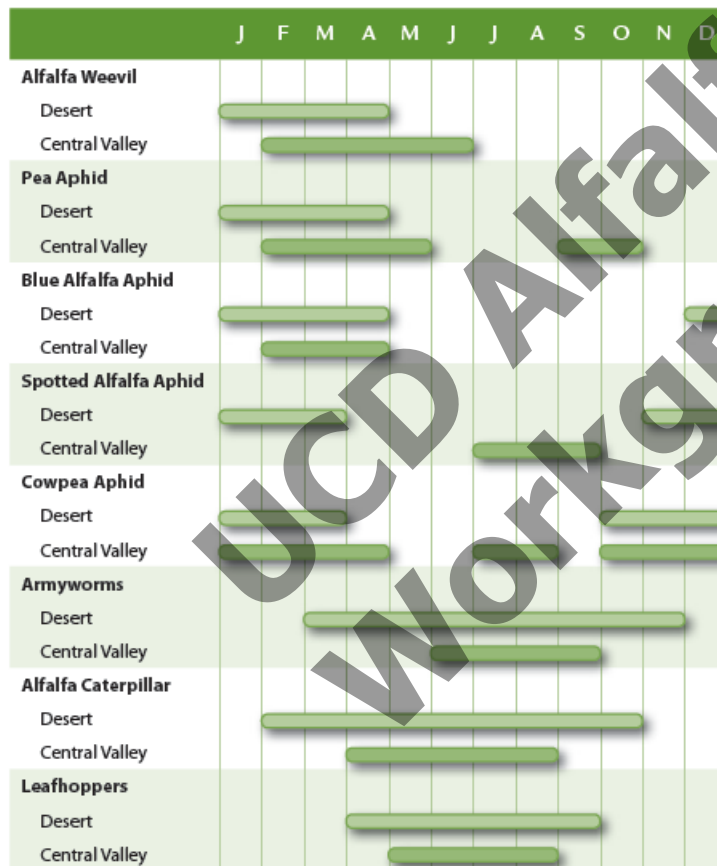 J F M A M J J A S O N D
Alfalfa Weevil
Desert
Central Valley
Pea Aphid
Desert
Central Valley
Blue Alfalfa Aphid
Desert
Central Valley
Spotted Alfalfa Aphid
Desert
Central Valley
Cowpea Aphid
Desert
Central Valley
Armyworms
Desert
Central Valley
Alfalfa Caterpillar
Desert
Central Valley
Leafhoppers
Desert
Central Valley
UCD Alfalf
Workgr